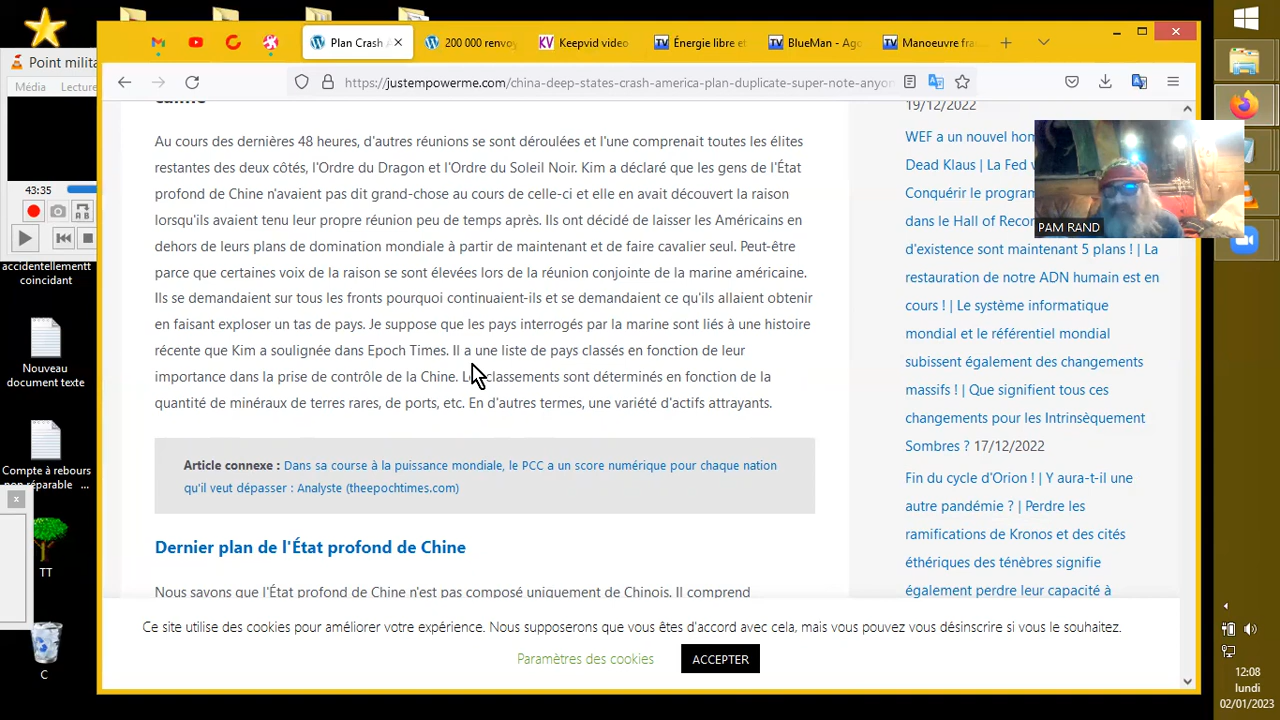 Point milita
Média Lecture
43:35
accidentellementt
coincidant
Nouveau
document texte
Compte à rebours
non réparable ...
TT
C
Plan Crash
200 000 renvoy
Keepvid video
Énergie libre et
BlueMan - Ago
Manoeuvre fra
https://justempowerme.com/china-deep-states-crash-america-plan-duplicate-super-note-anyon
calme
Au cours des dernières 48 heures, d'autres réunions se sont déroulées et l'une comprenait toutes les élites
restantes des deux côtés, l'Ordre du Dragon et l'Ordre du Soleil Noir. Kim a déclaré que les gens de l'État
profond de Chine n'avaient pas dit grand-chose au cours de celle-ci et elle en avait découvert la raison
lorsqu'ils avaient tenu leur propre réunion peu de temps après. Ils ont décidé de laisser les Américains en
dehors de leurs plans de domination mondiale à partir de maintenant et de faire cavalier seul. Peut-être
parce que certaines voix de la raison se sont élevées lors de la réunion conjointe de la marine américaine.
Ils se demandaient sur tous les fronts pourquoi continuaient-ils et se demandaient ce qu'ils allaient obtenir
en faisant exploser un tas de pays. Je suppose que les pays interrogés par la marine sont liés à une histoire
récente que Kim a soulignée dans Epoch Times. Il a une liste de pays classés en fonction de leur
importance dans la prise de contrôle de la Chine. Le classements sont déterminés en fonction de la
quantité de minéraux de terres rares, de ports, etc. En d'autres termes, une variété d'actifs attrayants.
Article connexe : Dans sa course à la puissance mondiale, le PCC a un score numérique pour chaque nation
qu'il veut dépasser : Analyste (theepochtimes.com)
Dernier plan de l'État profond de Chine
Nous savons que l'État profond de Chine n'est pas composé uniquement de Chinois. Il comprend
19/12/2022
WEF a un nouvel hom
Dead Klaus | La Fed v
Conquérir le program
dans le Hall of Recor
d'existence sont maintenant 5 plans ! | La
restauration de notre ADN humain est en
cours ! | Le système informatique
mondial et le référentiel mondial
subissent également des changements
massifs ! | Que signifient tous ces
changements pour les Intrinsèquement
Sombres ? 17/12/2022
Fin du cycle d'Orion ! | Y aura-t-il une
autre pandémie ? | Perdre les
ramifications de Kronos et des cités
éthériques des ténèbres signifie
également perdre leur capacité à
PAM RAND
Ce site utilise des cookies pour améliorer votre expérience. Nous supposerons que vous êtes d'accord avec cela, mais vous pouvez vous désinscrire si vous le souhaitez.
Paramètres des cookies
ACCEPTER
12:08
lundi
02/01/2023